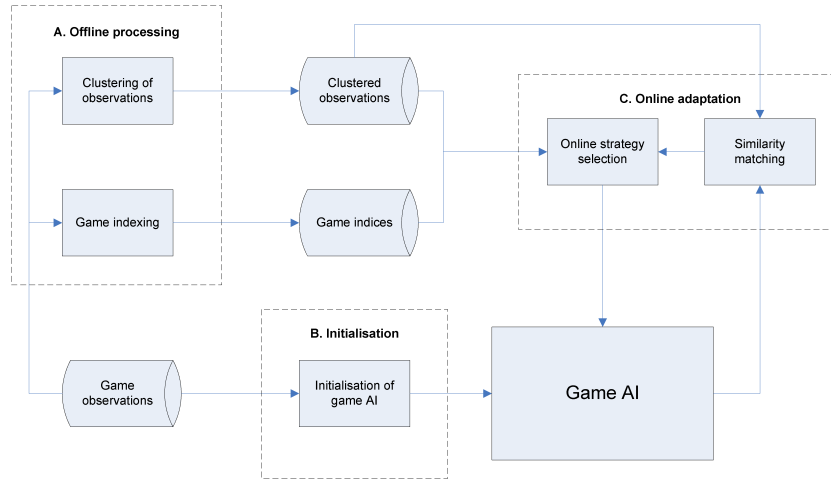 A. Offline processing
Clustering of
observations
Clustered
observations
C. Online adaptation
Online strategy
selection
Similarity
matching
Game indexing
Game indices
B. Initialisation
Game
observations
Initialisation of
game AI
Game AI